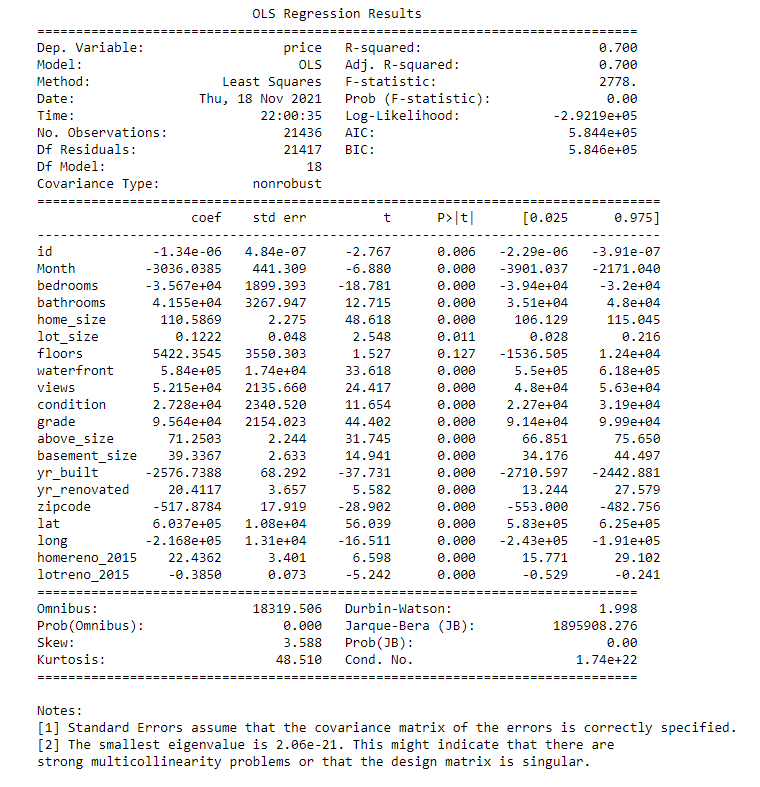 OLS Regression Results
==============================================================================
Dep. Variable: price R-squared: 0.700
Model: OLS Adj. R-squared: 0.700
Method: Least Squares F-statistic: 2778.
Date: Thu, 18 Nov 2021 Prob (F-statistic): 0.00
Time: 22:00:35 Log-Likelihood: -2.9219e+05
No. Observations: 21436 AIC: 5.844e+05
Df Residuals: 21417 BIC: 5.846e+05
Df Model: 18
Covariance Type: nonrobust
=================================================================================
coef std err t P>|t| [0.025 0.975]
---------------------------------------------------------------------------------
id -1.34e-06 4.84e-07 -2.767 0.006 -2.29e-06 -3.91e-07
Month -3036.0385 441.309 -6.880 0.000 -3901.037 -2171.040
bedrooms -3.567e+04 1899.393 -18.781 0.000 -3.94e+04 -3.2e+04
bathrooms 4.155e+04 3267.947 12.715 0.000 3.51e+04 4.8e+04
home_size 110.5869 2.275 48.618 0.000 106.129 115.045
lot_size 0.1222 0.048 2.548 0.011 0.028 0.216
floors 5422.3545 3550.303 1.527 0.127 -1536.505 1.24e+04
waterfront 5.84e+05 1.74e+04 33.618 0.000 5.5e+05 6.18e+05
views 5.215e+04 2135.660 24.417 0.000 4.8e+04 5.63e+04
condition 2.728e+04 2340.520 11.654 0.000 2.27e+04 3.19e+04
grade 9.564e+04 2154.023 44.402 0.000 9.14e+04 9.99e+04
above_size 71.2503 2.244 31.745 0.000 66.851 75.650
basement_size 39.3367 2.633 14.941 0.000 34.176 44.497
yr_built -2576.7388 68.292 -37.731 0.000 -2710.597 -2442.881
yr_renovated 20.4117 3.657 5.582 0.000 13.244 27.579
zipcode -517.8784 17.919 -28.902 0.000 -553.000 -482.756
lat 6.037e+05 1.08e+04 56.039 0.000 5.83e+05 6.25e+05
long -2.168e+05 1.31e+04 -16.511 0.000 -2.43e+05 -1.91e+05
homereno_2015 22.4362 3.401 6.598 0.000 15.771 29.102
lotreno_2015 -0.3850 0.073 -5.242 0.000 -0.529 -0.241
==============================================================================
Omnibus: 18319.506 Durbin-Watson: 1.998
Prob(Omnibus): 0.000 Jarque-Bera (JB): 1895908.276
Skew: 3.588 Prob(JB): 0.00
Kurtosis: 48.510 Cond. No. 1.74e+22
==============================================================================
Notes:
[1] Standard Errors assume that the covariance matrix of the errors is correctly specified.
[2] The smallest eigenvalue is 2.06e-21. This might indicate that there are
strong multicollinearity problems or that the design matrix is singular.